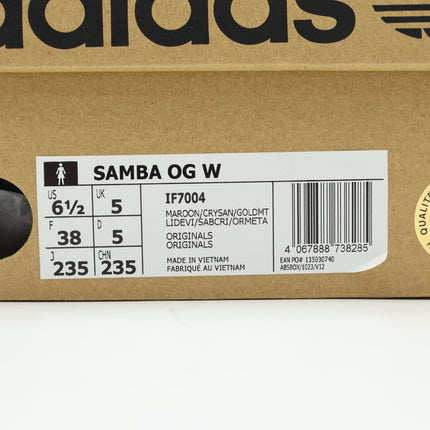 adidas
SAMBA OG W
US 6½ UK 5
F 38 D 5
J 235 CHN 235
IF7004
MAROON/CRYSAN/GOLDMT
LIDEVI/SABCRI/ORMETA
ORIGINALS
ORIGINALS
MADE IN VIETNAM
FABRIQUÉ AU VIETNAM
4 067888 738285
EAN PO# 135030740
ABSBOX/1023/V12
QUALITA